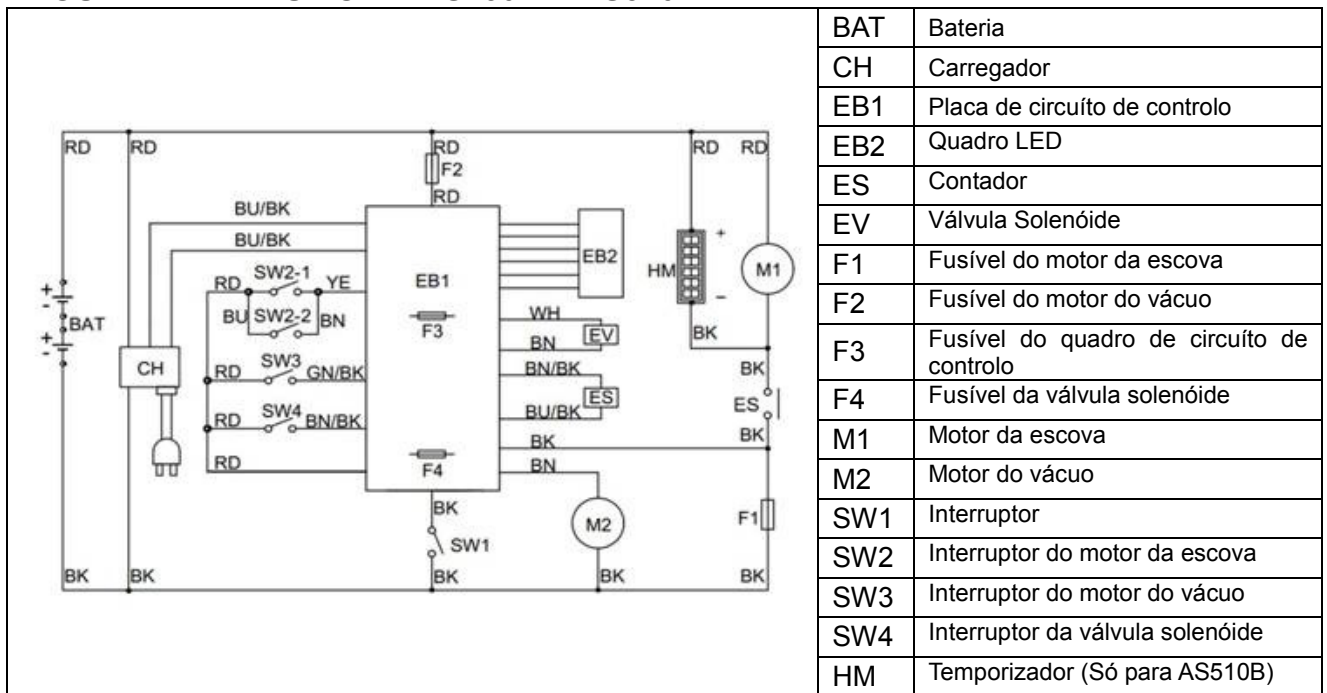 RD RD RD RD RD
F2
RD
BU/BK
BU/BK
SW2-1
RD YE
EB1
EB2
HM
+
M1
BU SW2-2 BN
F3
WH
EV
BN
BK
+
-
BAT
+
-
-
CH
SW3
RD GN/BK
BN/BK
ES
BU/BK
BK
ES
SW4
RD BN/BK
BK
BK
RD
F4
BN
BK
M2
F1
SW1
BK BK BK BK BK
BAT Bateria
CH Carregador
EB1 Placa de circuíto de controlo
EB2 Quadro LED
ES Contador
EV Válvula Solenóide
F1 Fusível do motor da escova
F2 Fusível do motor do vácuo
F3 Fusível do quadro de circuíto de
controlo
F4 Fusível da válvula solenóide
M1 Motor da escova
M2 Motor do vácuo
SW1 Interruptor
SW2 Interruptor do motor da escova
SW3 Interruptor do motor do vácuo
SW4 Interruptor da válvula solenóide
HM Temporizador (Só para AS510B)